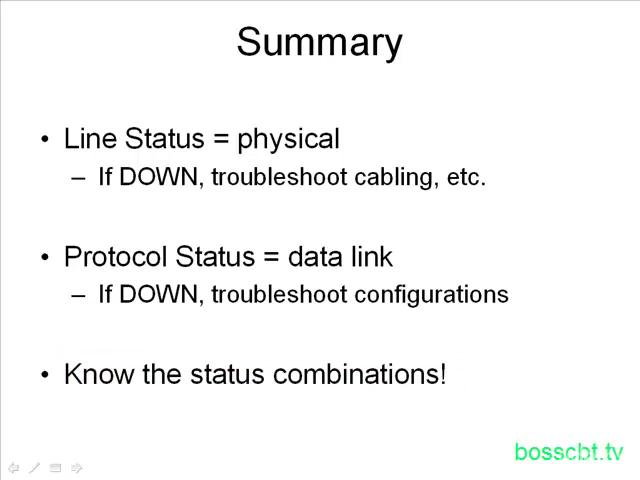 Summary
• Line Status = physical
– If DOWN, troubleshoot cabling, etc.
• Protocol Status = data link
– If DOWN, troubleshoot configurations
• Know the status combinations!
bosscbt.tv